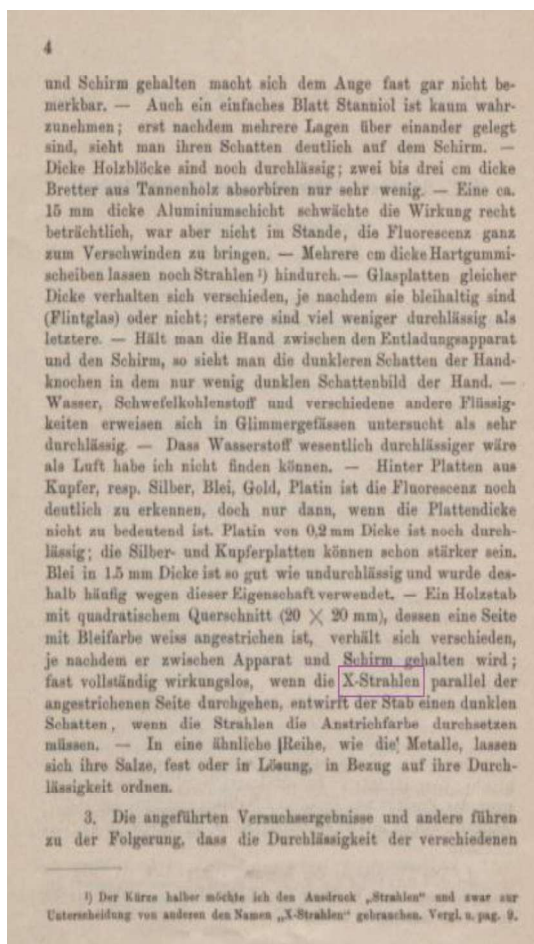 4
und Schirm gehalten macht sich dem Auge fast gar nicht be-
merkbar. — Auch ein einfaches Blatt Stanniol ist kaum wahr-
zunehmen; erst nachdem mehrere Lagen über einander gelegt
sind, sieht man ihren Schatten deutlich auf dem Schirm. —
Dicke Holzblöcke sind noch durchlässig; zwei bis drei cm dicke
Bretter aus Tannenholz absorbiren nur sehr wenig. — Eine ca.
15 mm dicke Aluminiumschicht schwächte die Wirkung recht
beträchtlich, war aber nicht im Stande, die Fluorescenz ganz
zum Verschwinden zu bringen. — Mehrere cm dicke Hartgummi-
scheiben lassen noch Strahlen ¹) hindurch. — Glasplatten gleicher
Dicke verhalten sich verschieden, je nachdem sie bleihaltig sind
(Flintglas) oder nicht; erstere sind viel weniger durchlässig als
letztere. — Hält man die Hand zwischen den Entladungsapparat
und den Schirm, so sieht man die dunkleren Schatten der Hand-
knochen in dem nur wenig dunklen Schattenbild der Hand. —
Wasser, Schwefelkohlenstoff und verschiedene andere Flüssig-
keiten erweisen sich in Glimmergefässen untersucht als sehr
durchlässig. — Dass Wasserstoff wesentlich durchlässiger wäre
als Luft habe ich nicht finden können. — Hinter Platten aus
Kupfer, resp. Silber, Blei, Gold, Platin ist die Fluorescenz noch
deutlich zu erkennen, doch nur dann, wenn die Plattendicke
nicht zu bedeutend ist. Platin von 0,2 mm Dicke ist noch durch-
lässig; die Silber- und Kupferplatten können schon stärker sein.
Blei in 1.5 mm Dicke ist so gut wie undurchlässig und wurde des-
halb häufig wegen dieser Eigenschaft verwendet. — Ein Holzstab
mit quadratischem Querschnitt (20 × 20 mm), dessen eine Seite
mit Bleifarbe weiss angestrichen ist, verhält sich verschieden,
je nachdem er zwischen Apparat und Schirm gehalten wird;
fast vollständig wirkungslos, wenn die X-Strahlen parallel der
angestrichenen Seite durchgehen, entwirft der Stab einen dunklen
Schatten, wenn die Strahlen die Anstrichfarbe durchsetzen
müssen. — In eine ähnliche Reihe, wie die Metalle, lassen
sich ihre Salze, fest oder in Lösung, in Bezug auf ihre Durch-
lässigkeit ordnen.
3. Die angeführten Versuchsergebnisse und andere führen
zu der Folgerung, dass die Durchlässigkeit der verschiedenen
¹) Der Kürze halber möchte ich den Ausdruck „Strahlen“ und zwar zur
Unterscheidung von anderen den Namen „X-Strahlen“ gebrauchen. Vergl. u. pag. 9.